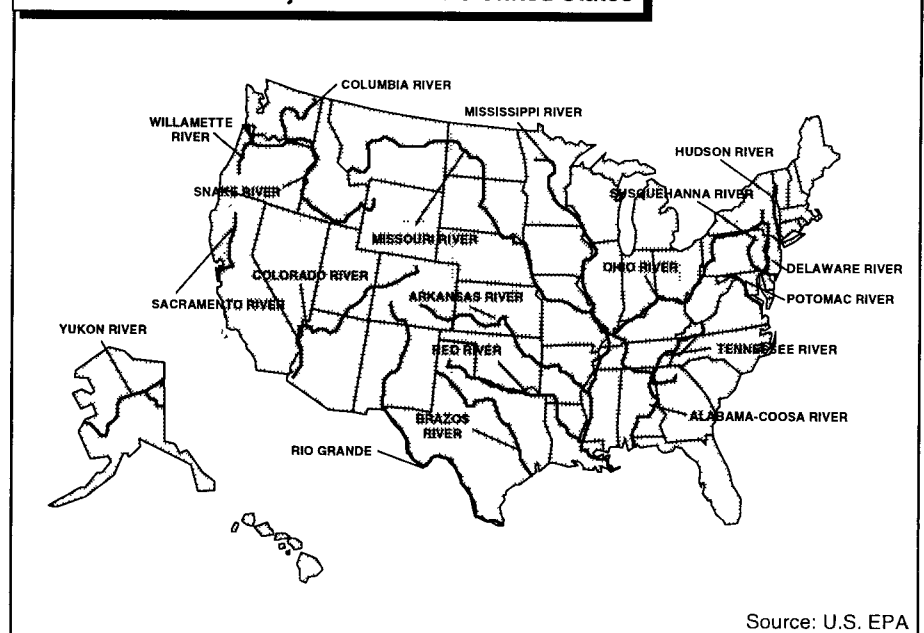 COLUMBIA RIVER
MISSISSIPPI RIVER
WILLAMETTE
RIVER
HUDSON RIVER
SNAKE RIVER
SUSQUEHANNA RIVER
MISSOURI RIVER
OHIO RIVER
DELAWARE RIVER
COLORADO RIVER
ARKANSAS RIVER
POTOMAC RIVER
SACRAMENTO RIVER
YUKON RIVER
RED RIVER
TENNESEE RIVER
BRAZOS
RIVER
ALABAMA-COOSA RIVER
RIO GRANDE
Source: U.S. EPA